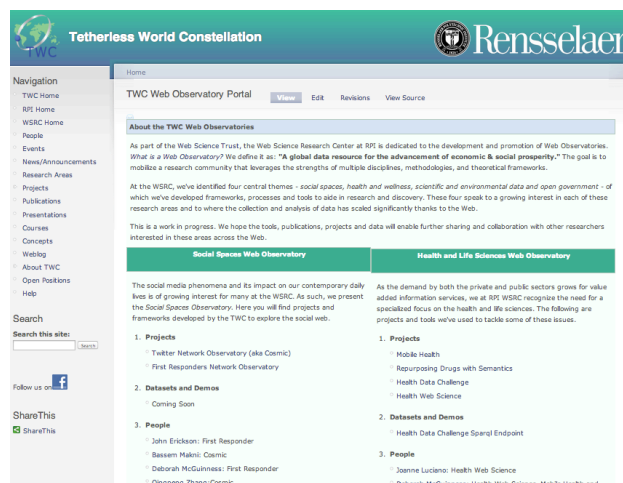 TWC
Tetherless World Constellation
Rensselaer
Navigation
TWC Home
RPI Home
WSRC Home
People
Events
News/Announcements
Research Areas
Projects
Publications
Presentations
Courses
Concepts
Weblog
About TWC
Open Positions
Help
Search
Search this site:
Search
Follow us on
f
ShareThis
ShareThis
Home
TWC Web Observatory Portal
View Edit Revisions View Source
About the TWC Web Observatories
As part of the Web Science Trust, the Web Science Research Center at RPI is dedicated to the development and promotion of Web Observatories.
What is a Web Observatory? We define it as: "A global data resource for the advancement of economic & social prosperity." The goal is to
mobilize a research community that leverages the strengths of multiple disciplines, methodologies, and theoretical frameworks.
At the WSRC, we've identified four central themes - social spaces, health and wellness, scientific and environmental data and open government - of
which we've developed frameworks, processes and tools to aide in research and discovery. These four speak to a growing interest in each of these
research areas and to where the collection and analysis of data has scaled significantly thanks to the Web.
This is a work in progress. We hope the tools, publications, projects and data will enable further sharing and collaboration with other researchers
interested in these areas across the Web.
Social Spaces Web Observatory
The social media phenomena and its impact on our contemporary daily
lives is of growing interest for many at the WSRC. As such, we present
the Social Spaces Observatory. Here you will find projects and
frameworks developed by the TWC to explore the social web.
1. Projects
Twitter Network Observatory (aka Cosmic)
First Responders Network Observatory
2. Datasets and Demos
Coming Soon
3. People
John Erickson: First Responder
Bassem Makni: Cosmic
Deborah McGuinness: First Responder
Qingpeng Zhang:Cosmic
Health and Life Sciences Web Observatory
As the demand by both the private and public sectors grows for value
added information services, we at RPI WSRC recognize the need for a
specialized focus on the health and life sciences. The following are
projects and tools we've used to tackle some of these issues.
1. Projects
Mobile Health
Repurposing Drugs with Semantics
Health Data Challenge
Health Web Science
2. Datasets and Demos
Health Data Challenge Sparql Endpoint
3. People
Joanne Luciano: Health Web Science
Deborah McGuinness: Health Web Science, Mobile Health and